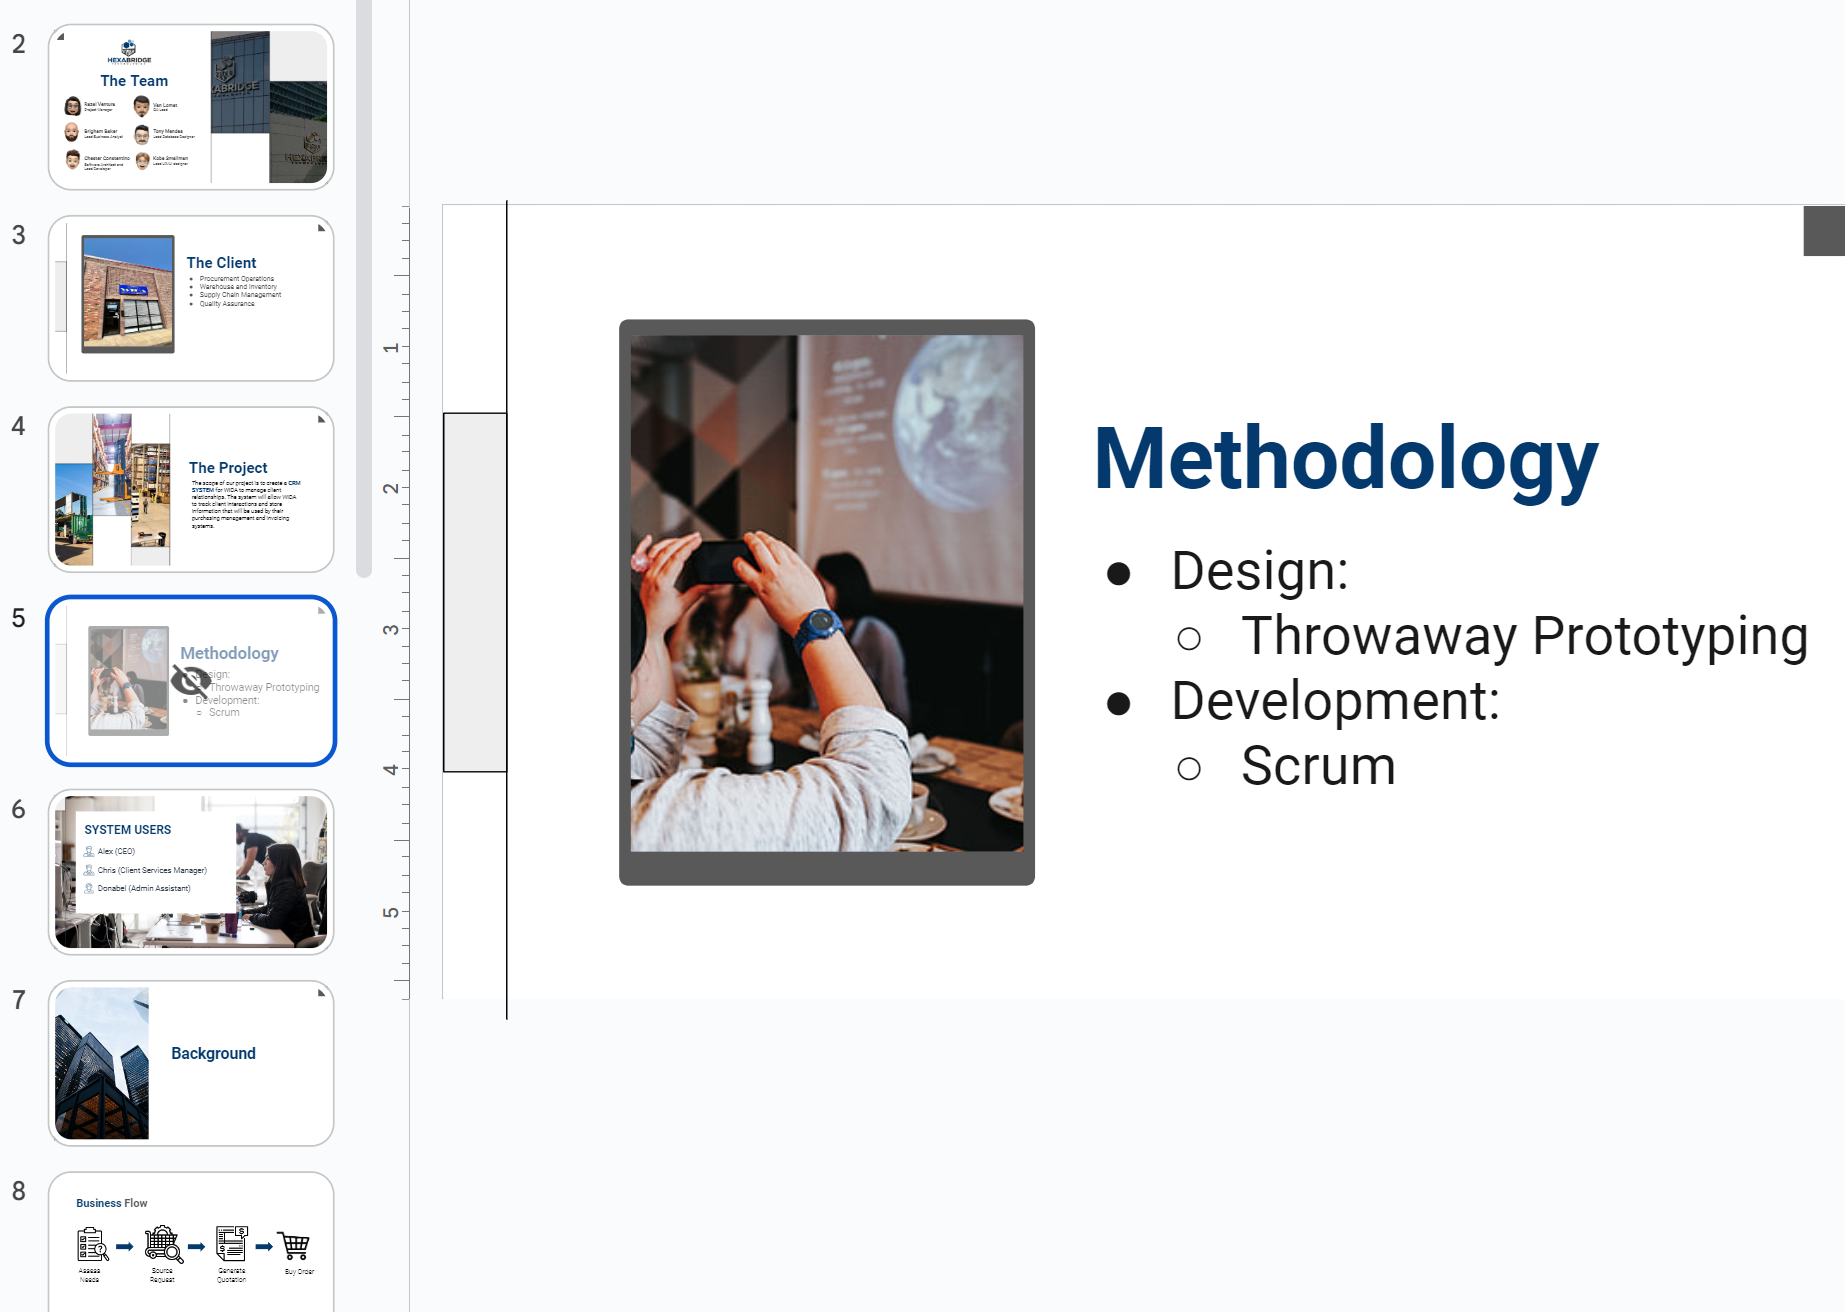 2
HEXABRIDGE
The Team
Razel Ventura
Project Manager
Van Lomat
QA Lead
Brigham Baker
Lead Business Analyst
Tony Mendes
Lead Database Designer
Chester Constantino
Software Architect and
Lead Developer
Kobe Smallman
Lead UX/UI designer
3
The Client
Procurement Operations
Warehouse and Inventory
Supply Chain Management
Quality Assurance
4
The Project
The scope of our project is to create a CRM
SYSTEM for WIDA to manage client
relationships. The system will allow WIDA
to track client interactions and store
information that will be used by their
purchasing management and invoicing
systems.
5
Methodology
Design:
Throwaway Prototyping
Development:
Scrum
6
SYSTEM USERS
Alex (CEO)
Chris (Client Services Manager)
Donabel (Admin Assistant)
7
Background
8
Business Flow
Assess
Needs
Source
Request
Generate
Quotation
Buy Order
1
2
3
4
5
Methodology
● Design:
○ Throwaway Prototyping
● Development:
○ Scrum